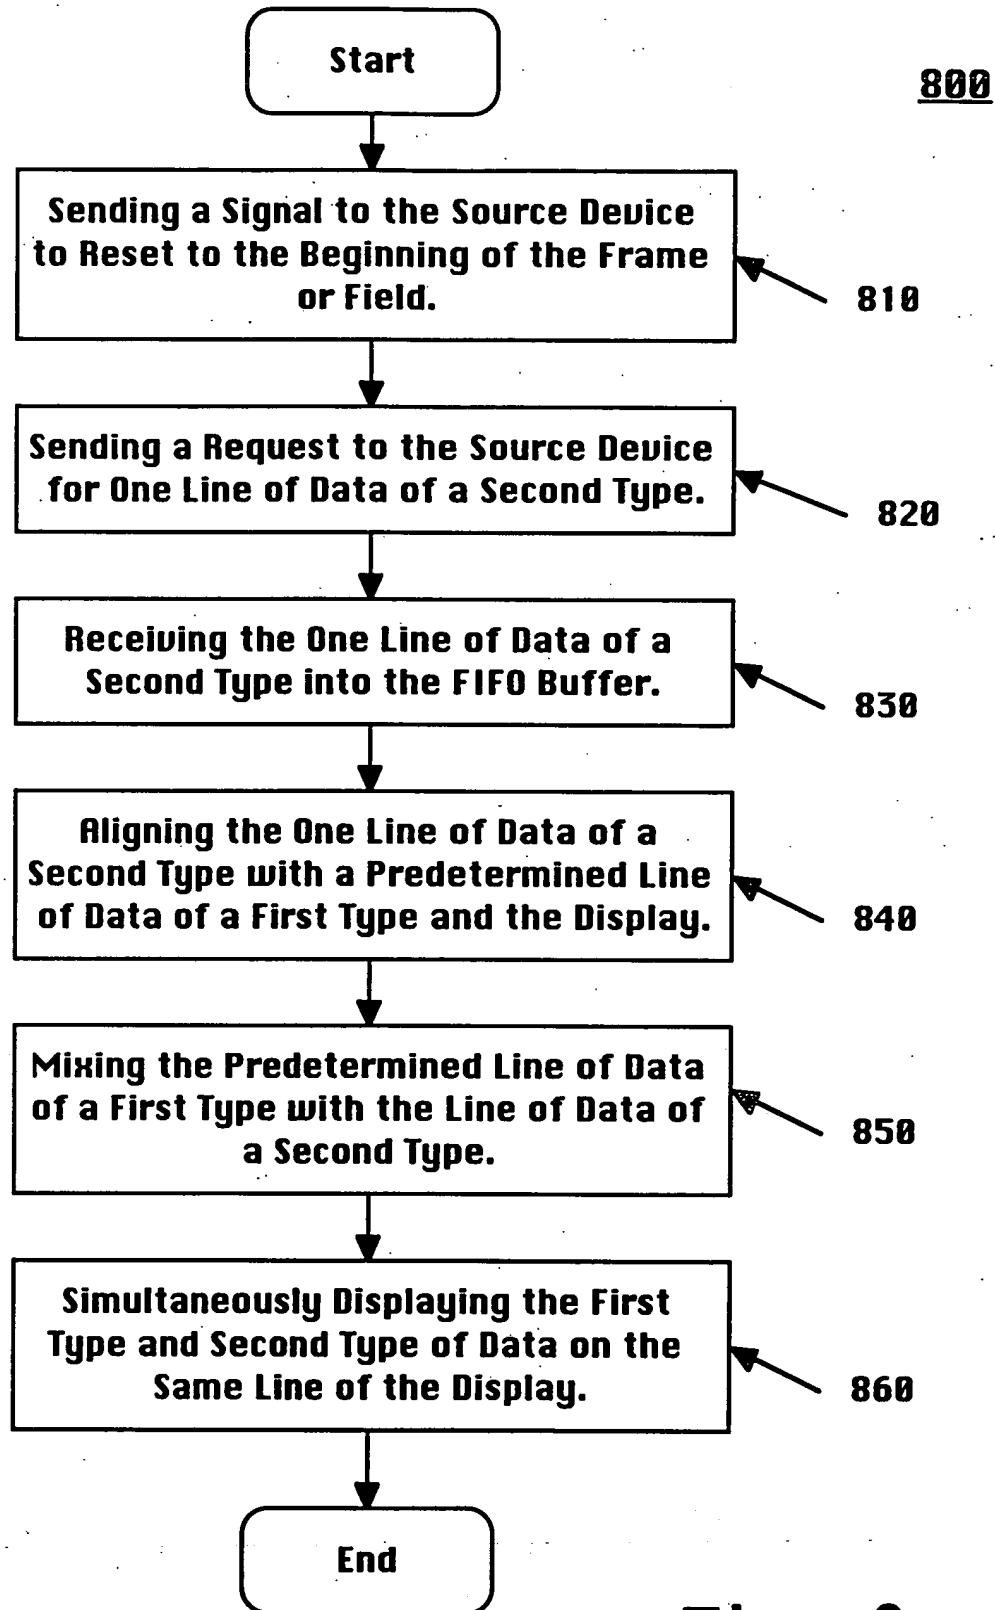 Start
800
Sending a Signal to the Source Device
to Reset to the Beginning of the Frame
or Field.
810
Sending a Request to the Source Device
for One Line of Data of a Second Type.
820
Receiving the One Line of Data of a
Second Type into the FIFO Buffer.
830
Aligning the One Line of Data of a
Second Type with a Predetermined Line
of Data of a First Type and the Display.
840
Mixing the Predetermined Line of Data
of a First Type with the Line of Data of
a Second Type.
850
Simultaneously Displaying the First
Type and Second Type of Data on the
Same Line of the Display.
860
End